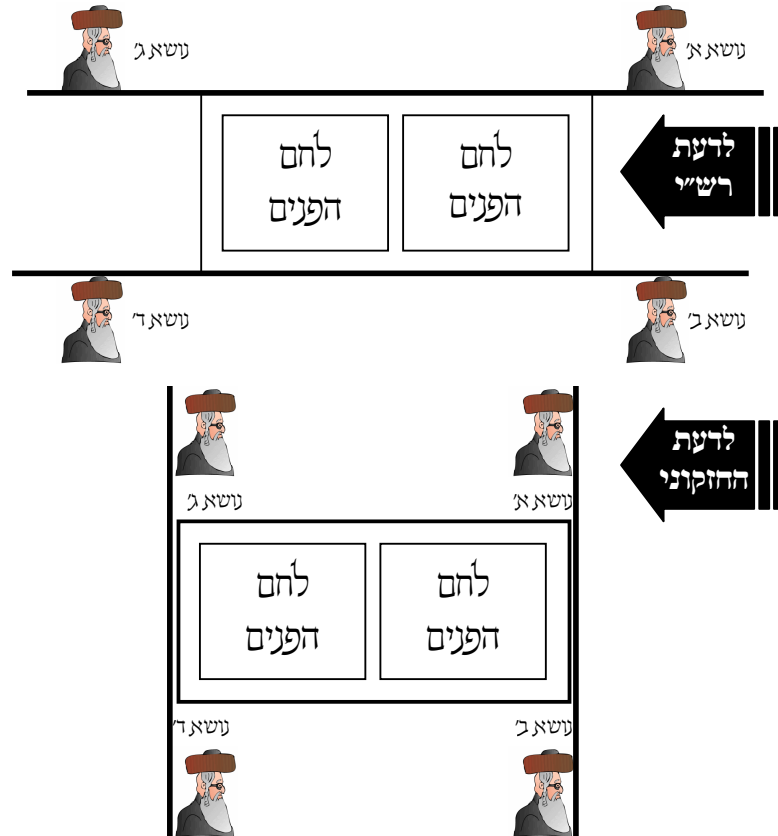 נושא א׳
נושא ג׳
לדעת
רש״י
לחם
הפנים
לחם
הפנים
נושא ב׳
נושא ד׳
לדעת
החזקוני
נושא א׳
נושא ג׳
לחם
הפנים
לחם
הפנים
נושא ב׳
נושא ד׳